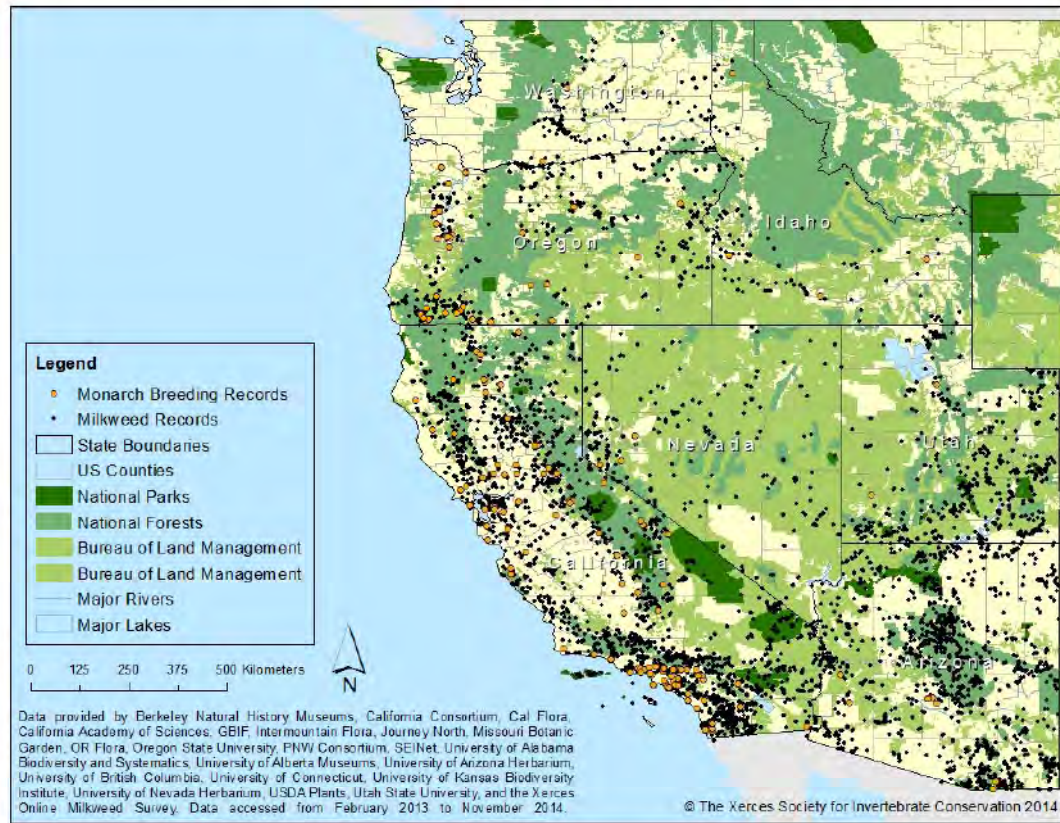 Washington
Oregon
Idaho
Nevada
Utah
California
Arizona
Legend
Monarch Breeding Records
Milkweed Records
State Boundaries
US Counties
National Parks
National Forests
Bureau of Land Management
Bureau of Land Management
Major Rivers
Major Lakes
0 125 250 375 500 Kilometers
N
Data provided by Berkeley Natural History Museums, California Consortium, Cal Flora,
California Academy of Sciences, GBIF, Intermountain Flora, Journey North, Missouri Botanic
Garden, OR Flora, Oregon State University, PNW Consortium, SEINet, University of Alabama
Biodiversity and Systematics, University of Alberta Museums, University of Arizona Herbarium,
University of British Columbia, University of Connecticut, University of Kansas Biodiversity
Institute, University of Nevada Herbarium, USDA Plants, Utah State University, and the Xerces
Online Milkweed Survey. Data accessed from February 2013 to November 2014.
© The Xerces Society for Invertebrate Conservation 2014